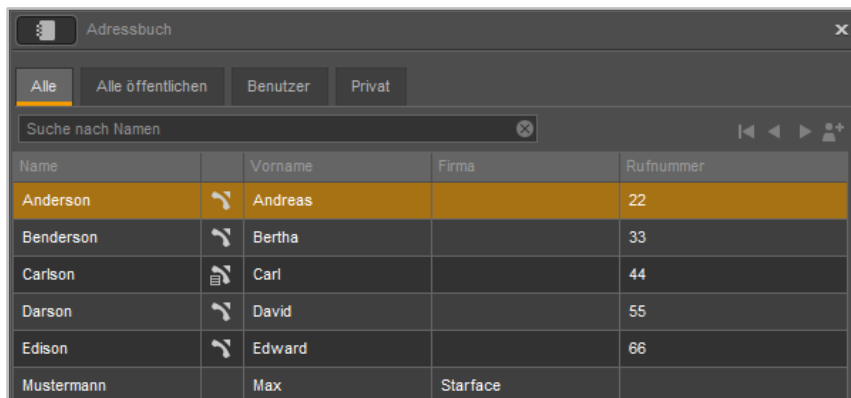 Adressbuch
Alle Alle öffentlichen Benutzer Privat
Suche nach Namen
Name Vorname Firma Rufnummer
Anderson Andreas 22
Benderson Bertha 33
Carlson Carl 44
Darson David 55
Edison Edward 66
Mustermann Max Starface